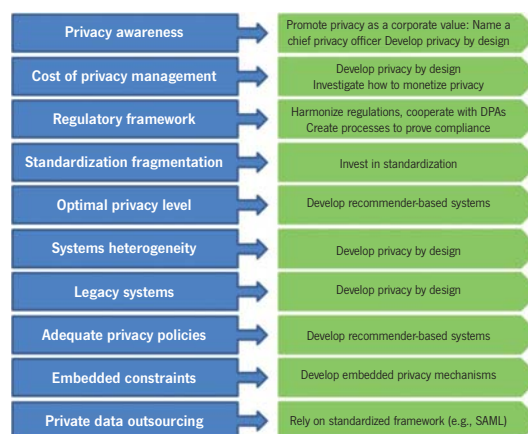 Privacy awareness
Promote privacy as a corporate value: Name a
chief privacy officer Develop privacy by design
Cost of privacy management
Develop privacy by design
Investigate how to monetize privacy
Regulatory framework
Harmonize regulations, cooperate with DPAs
Create processes to prove compliance
Standardization fragmentation
Invest in standardization
Optimal privacy level
Develop recommender-based systems
Systems heterogeneity
Develop privacy by design
Legacy systems
Develop privacy by design
Adequate privacy policies
Develop recommender-based systems
Embedded constraints
Develop embedded privacy mechanisms
Private data outsourcing
Rely on standardized framework (e.g., SAML)